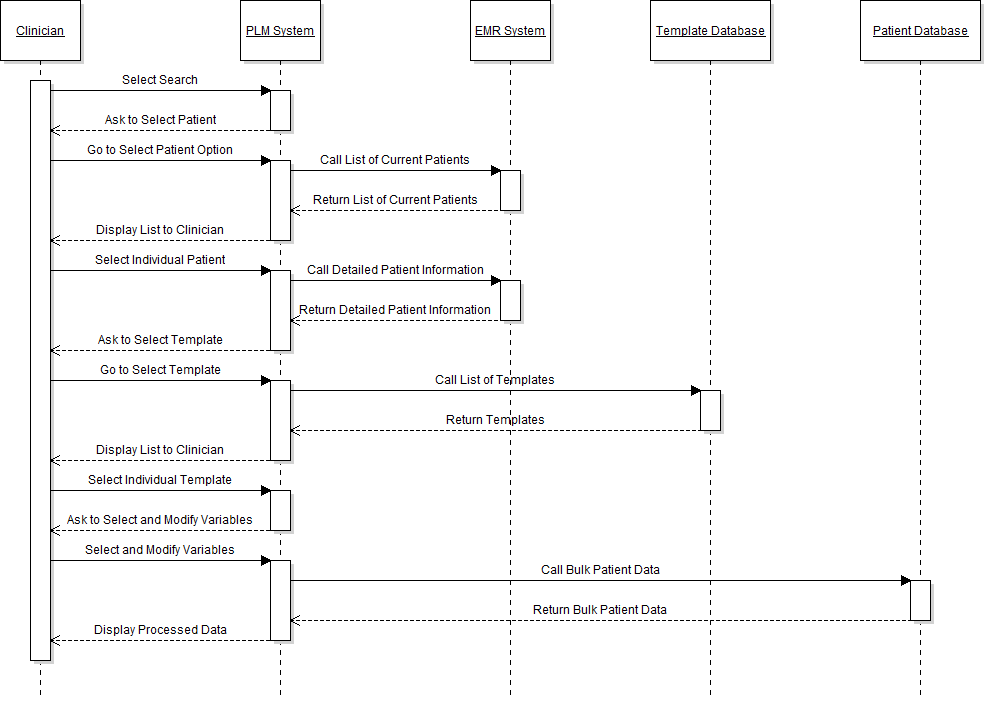 Clinician
PLM System
EMR System
Template Database
Patient Database
Select Search
Ask to Select Patient
Go to Select Patient Option
Call List of Current Patients
Return List of Current Patients
Display List to Clinician
Select Individual Patient
Call Detailed Patient Information
Return Detailed Patient Information
Ask to Select Template
Go to Select Template
Call List of Templates
Return Templates
Display List to Clinician
Select Individual Template
Ask to Select and Modify Variables
Select and Modify Variables
Call Bulk Patient Data
Return Bulk Patient Data
Display Processed Data